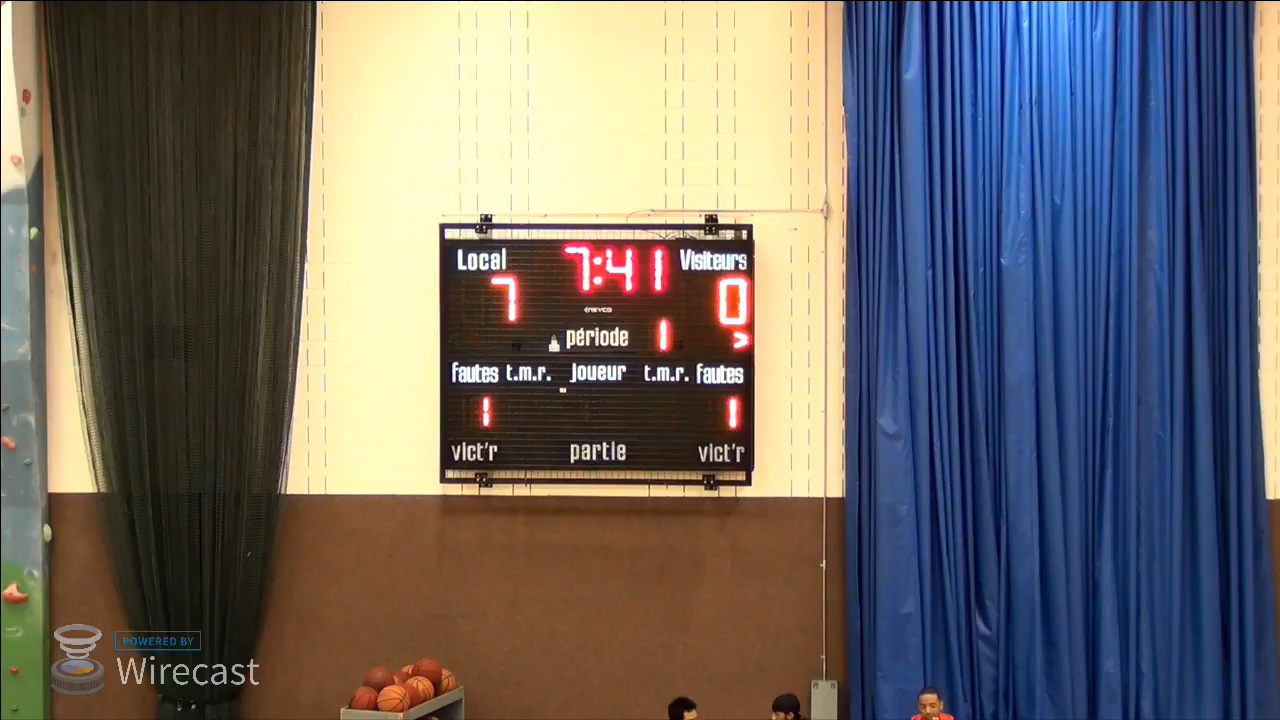 Local 7:41 Visiteurs
7 0
période 1 >
fautes t.m.r. joueur t.m.r. fautes
1 1
vict'r partie vict'r
POWERED BY
Wirecast